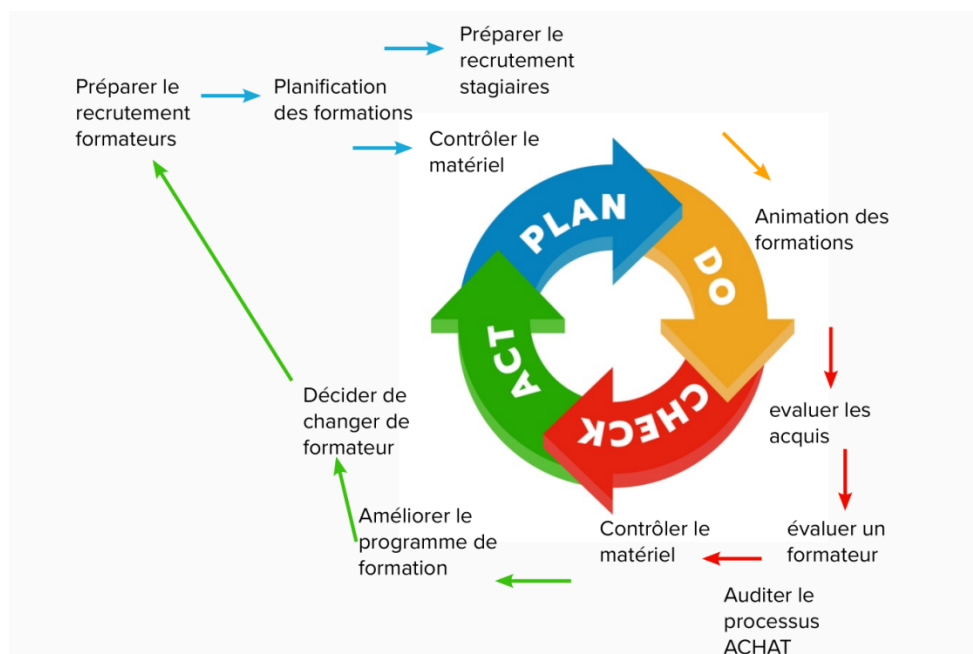 Préparer le
recrutement
formateurs
Planification
des formations
Préparer le
recrutement
stagiaires
Contrôler le
matériel
PLAN
DO
CHECK
ACT
Animation des
formations
evaluer les
acquis
évaluer un
formateur
Auditer le
processus
ACHAT
Contrôler le
matériel
Améliorer le
programme de
formation
Décider de
changer de
formateur